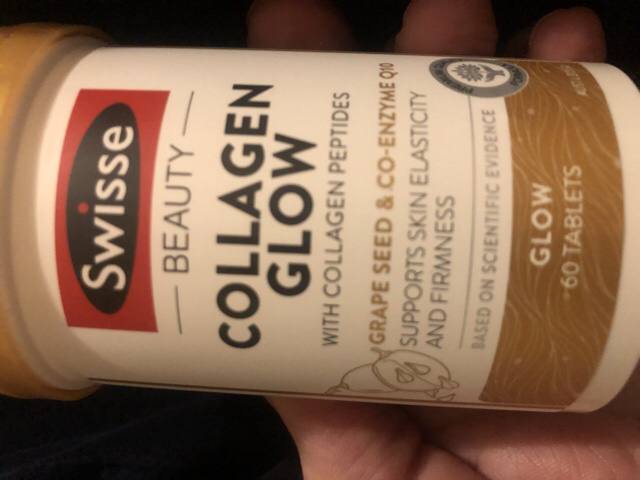 Swisse
BEAUTY
COLLAGEN
GLOW
WITH COLLAGEN PEPTIDES
GRAPE SEED & CO-ENZYME Q10
SUPPORTS SKIN ELASTICITY
AND FIRMNESS
BASED ON SCIENTIFIC EVIDENCE
GLOW
60 TABLETS